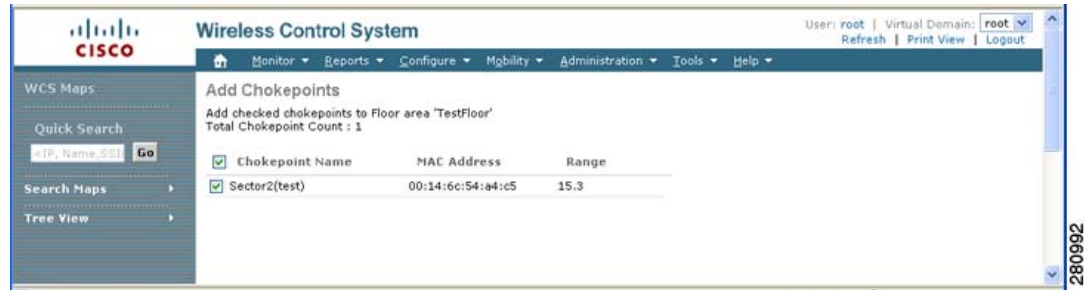 CISCO
Wireless Control System
User: root | Virtual Domain: root
Refresh | Print View | Logout
Monitor Reports Configure Mobility Administration Tools Help
WCS Maps
Quick Search
<IP, Name,SSI Go
Search Maps
Tree View
Add Chokepoints
Add checked chokepoints to Floor area 'TestFloor'
Total Chokepoint Count : 1
Chokepoint Name MAC Address Range
Sector2(test) 00:14:6c:54:a4:c5 15.3
280992